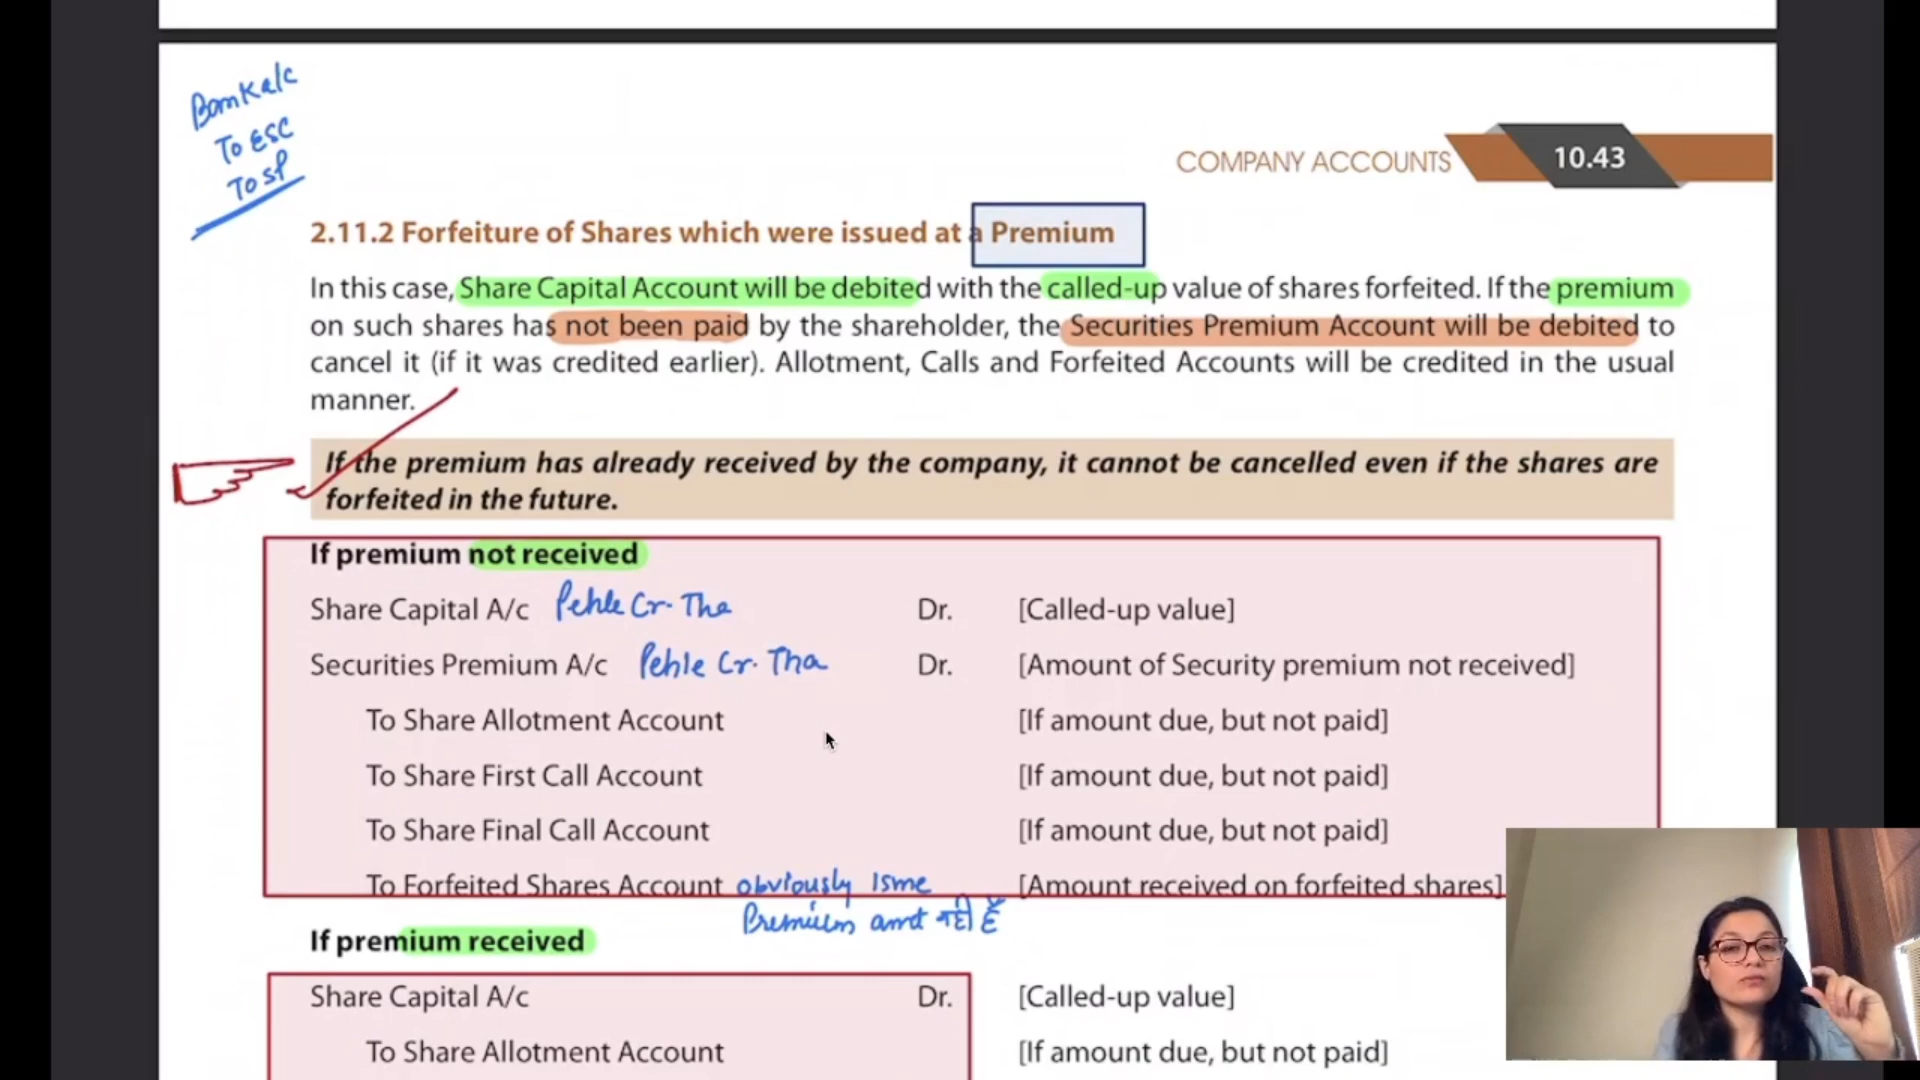 BamK a/c
To ESC
To SP
COMPANY ACCOUNTS 10.43
2.11.2 Forfeiture of Shares which were issued at a Premium
In this case, Share Capital Account will be debited with the called-up value of shares forfeited. If the premium
on such shares has not been paid by the shareholder, the Securities Premium Account will be debited to
cancel it (if it was credited earlier). Allotment, Calls and Forfeited Accounts will be credited in the usual
manner.
If the premium has already received by the company, it cannot be cancelled even if the shares are
forfeited in the future.
If premium not received
Share Capital A/c Pehle Cr. Tha Dr. [Called-up value]
Securities Premium A/c Pehle Cr. Tha Dr. [Amount of Security premium not received]
To Share Allotment Account [If amount due, but not paid]
To Share First Call Account [If amount due, but not paid]
To Share Final Call Account [If amount due, but not paid]
To Forfeited Shares Account obviously Isme [Amount received on forfeited shares]
Premium amt नहीं है
If premium received
Share Capital A/c Dr. [Called-up value]
To Share Allotment Account [If amount due, but not paid]